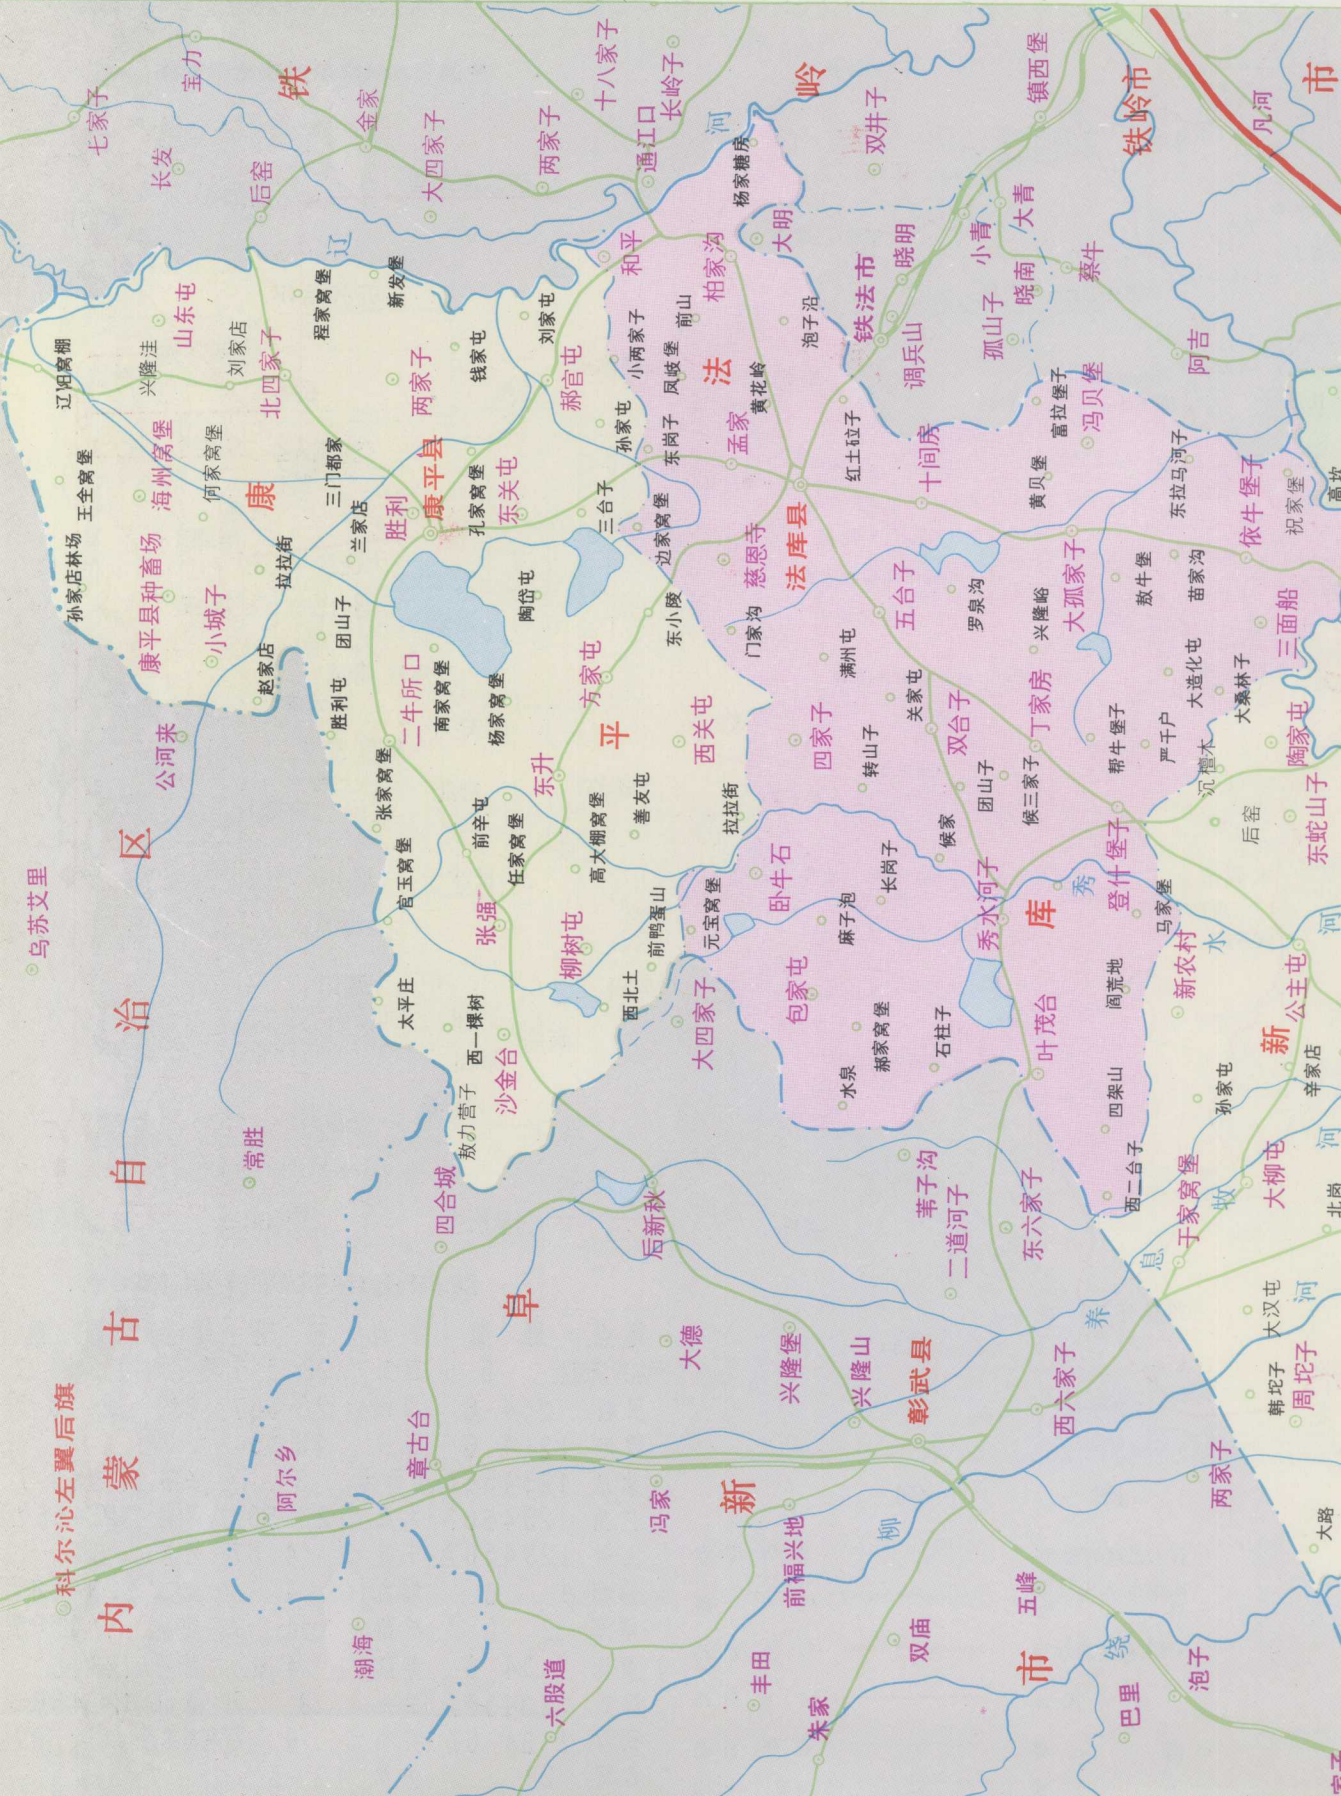 科尔沁左翼后旗
内蒙古自治区
阿尔乡
潮海
常胜
乌苏艾里
公河来
章古台
六股道
四合城
阜
新
市
后新秋
大德
兴隆堡
兴隆山
彰武县
冯家
前福兴地
柳
丰田
朱家
双庙
五峰
绕
巴里
泡子
苇子沟
二道河子
东六家子
西六家子
养
息
牧
河
两家子
大四家子
七家子
宝力
长发
后窑
铁
岭
市
金家
大四家子
两家子
十八家子
通江口
长岭子
辽
河
双井子
镇西堡
铁岭市
凡河
晓明
铁法市
调兵山
小青
大青
晓南
孤山子
蔡牛
阿吉
大明
康
平
辽阳窝棚
山东屯
兴隆洼
刘家店
北四家子
程家窝堡
新发堡
王全窝堡
海州窝堡
何家窝堡
三门都家
两家子
钱家屯
刘家屯
郝官屯
孙家店林场
康平县种畜场
小城子
拉拉街
兰家店
胜利
康平县
孔家窝堡
东关屯
三台子
孙家屯
赵家店
团山子
胜利屯
二牛所口
南家窝堡
杨家窝堡
陶岱屯
方家屯
东小陵
边家窝堡
张家窝堡
官玉窝堡
前辛屯
任家窝堡
东升
高大棚窝堡
善友屯
西关屯
拉拉街
张强
柳树屯
前鸭蛋山
西北土
太平庄
西一棵树
沙金台
敖力营子
法
库
杨家糖房
和平
柏家沟
前山
小两家子
凤岐堡
东岗子
孟家
黄花岭
泡子沿
红土砬子
十间房
富拉堡子
冯贝堡
黄贝堡
东拉马河子
依牛堡子
祝家堡
慈恩寺
法库县
门家沟
五台子
罗泉沟
兴隆峪
大孤家子
敖牛堡
苗家沟
三面船
四家子
满州屯
转山子
关家屯
双台子
团山子
候三家子
丁家房
帮牛堡子
严千户
大造化屯
大桑林子
候家
长岗子
卧牛石
元宝窝堡
麻子泡
包家屯
郝家窝堡
石柱子
水泉
秀水河子
登什堡子
叶茂台
阎荒地
四架山
西二台子
秀
水
河
马家堡
新农村
新
公主屯
沉檀木
后窑
陶家屯
东蛇山子
孙家屯
辛家店
于家窝堡
大柳屯
北岗
河
大汉屯
韩坨子
周坨子
大路
高坎